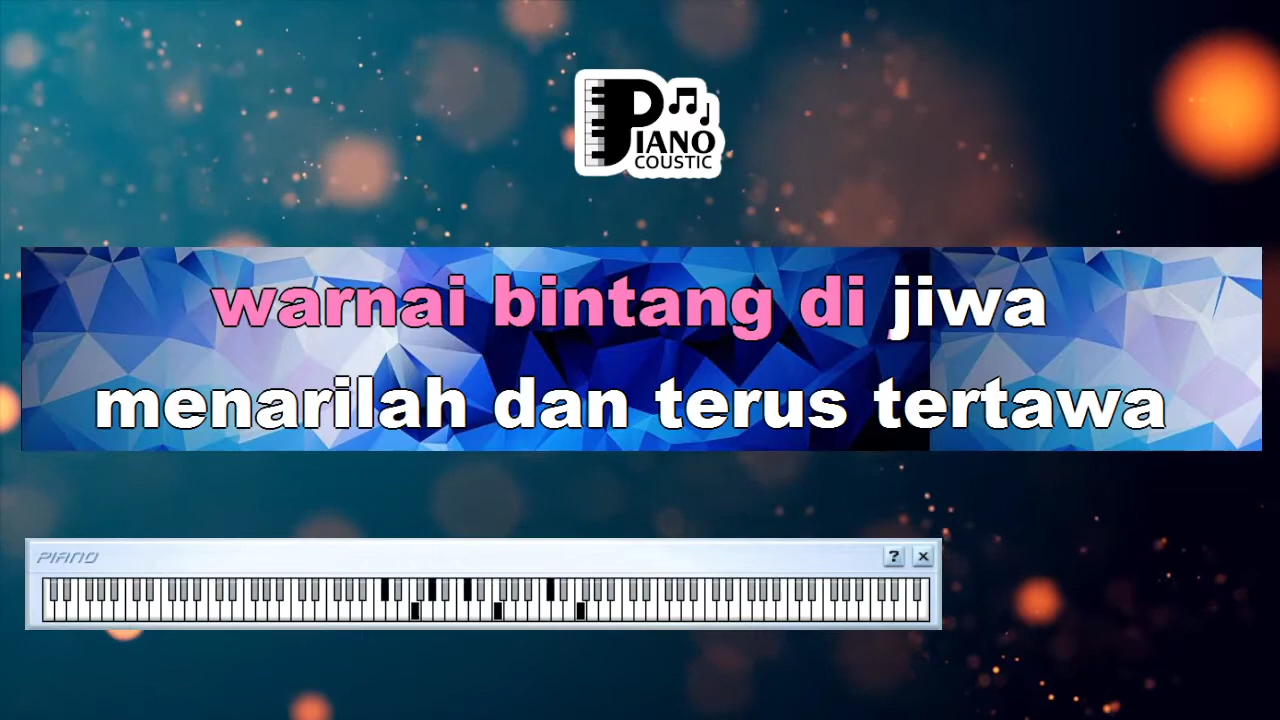 PIANO
COUSTIC
warnai bintang di jiwa
menarilah dan terus tertawa
PIANO
? ×